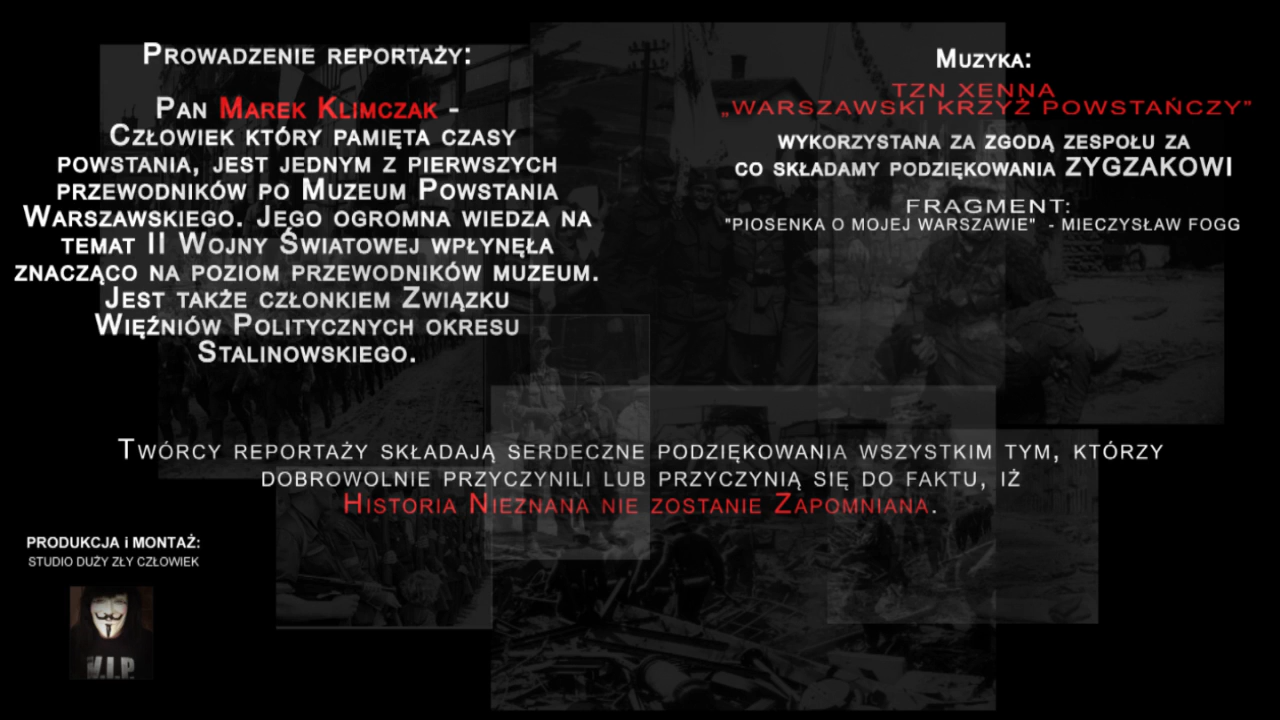 Prowadzenie reportaży:
Pan Marek Klimczak -
Człowiek który pamięta czasy
powstania, jest jednym z pierwszych
przewodników po Muzeum Powstania
Warszawskiego. Jego ogromna wiedza na
temat II Wojny Światowej wpłynęła
znacząco na poziom przewodników muzeum.
Jest także członkiem Związku
Więźniów Politycznych okresu
Stalinowskiego.
Muzyka:
TZN XENNA
„WARSZAWSKI KRZYŻ POWSTAŃCZY”
wykorzystana za zgodą zespołu za
co składamy podziękowania ZYGZAKOWI
FRAGMENT:
"PIOSENKA O MOJEJ WARSZAWIE" - MIECZYSŁAW FOGG
Twórcy reportaży składają serdeczne podziękowania wszystkim tym, którzy
dobrowolnie przyczynili lub przyczynią się do faktu, iż
Historia Nieznana nie zostanie Zapomniana.
PRODUKCJA i MONTAŻ:
STUDIO DUŻY ZŁY CZŁOWIEK
V.I.P.